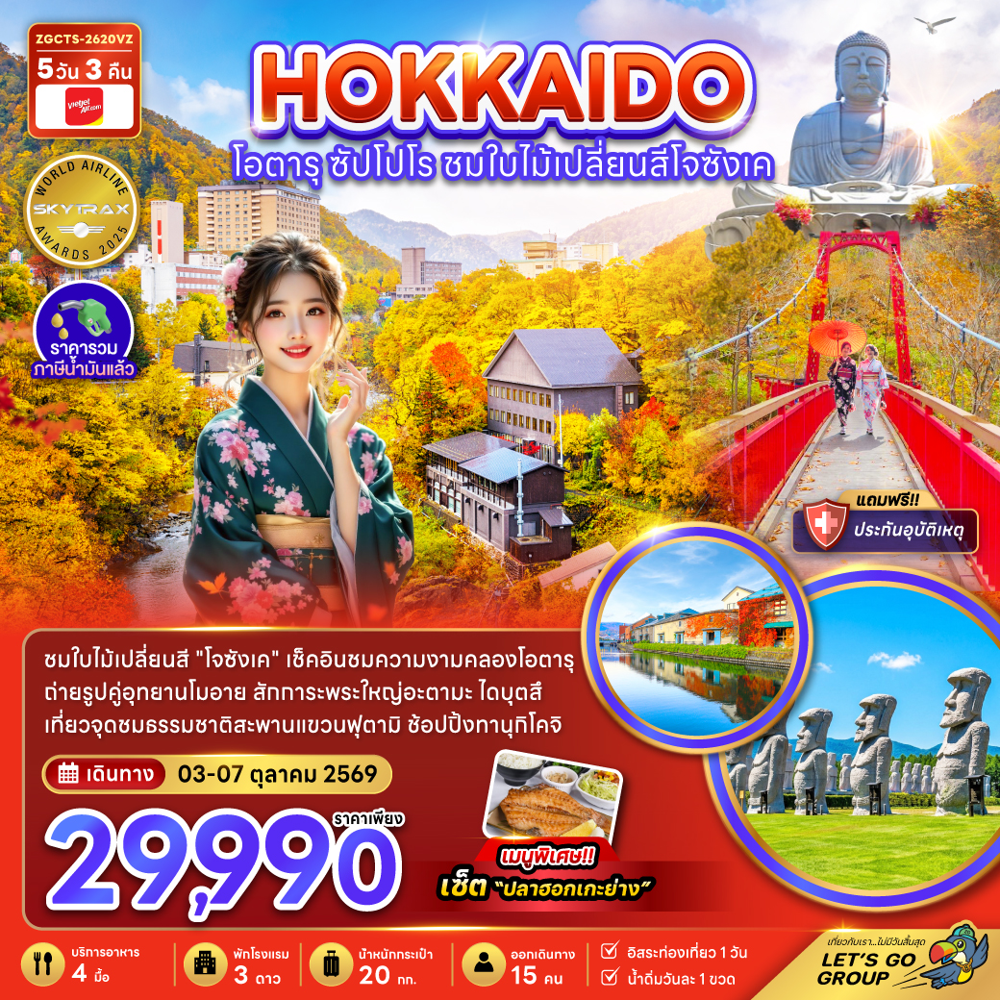 ZGCTS-2620VZ
5 วัน 3 คืน
vietjet Air.com
HOKKAIDO
โอตารุ ซัปโปโร ชมใบไม้เปลี่ยนสีโจซังเค
WORLD AIRLINE
SKYTRAX
AWARDS 2025
ราคารวม
ภาษีน้ำมันแล้ว
แถมฟรี!!
ประกันอุบัติเหตุ
ชมใบไม้เปลี่ยนสี "โจซังเค" เช็คอินชมความงามคลองโอตารุ
ถ่ายรูปคู่อุทยานโมอาย สักการะพระใหญ่อะตามะ ไดบุตสึ
เที่ยวจุดชมธรรมชาติสะพานแขวนฟุตามิ ช้อปปิ้งทานุกิโคจิ
เดินทาง 03-07 ตุลาคม 2569
ราคาเพียง
29,990
เมนูพิเศษ!!
เซ็ต "ปลาฮอกเกะย่าง"
บริการอาหาร
4 มื้อ
พักโรงแรม
3 ดาว
น้ำหนักกระเป๋า
20 กก.
ออกเดินทาง
15 คน
อิสระท่องเที่ยว 1 วัน
น้ำดื่มวันละ 1 ขวด
เที่ยวกับเรา...ไม่มีวันสิ้นสุด
LET'S GO
GROUP